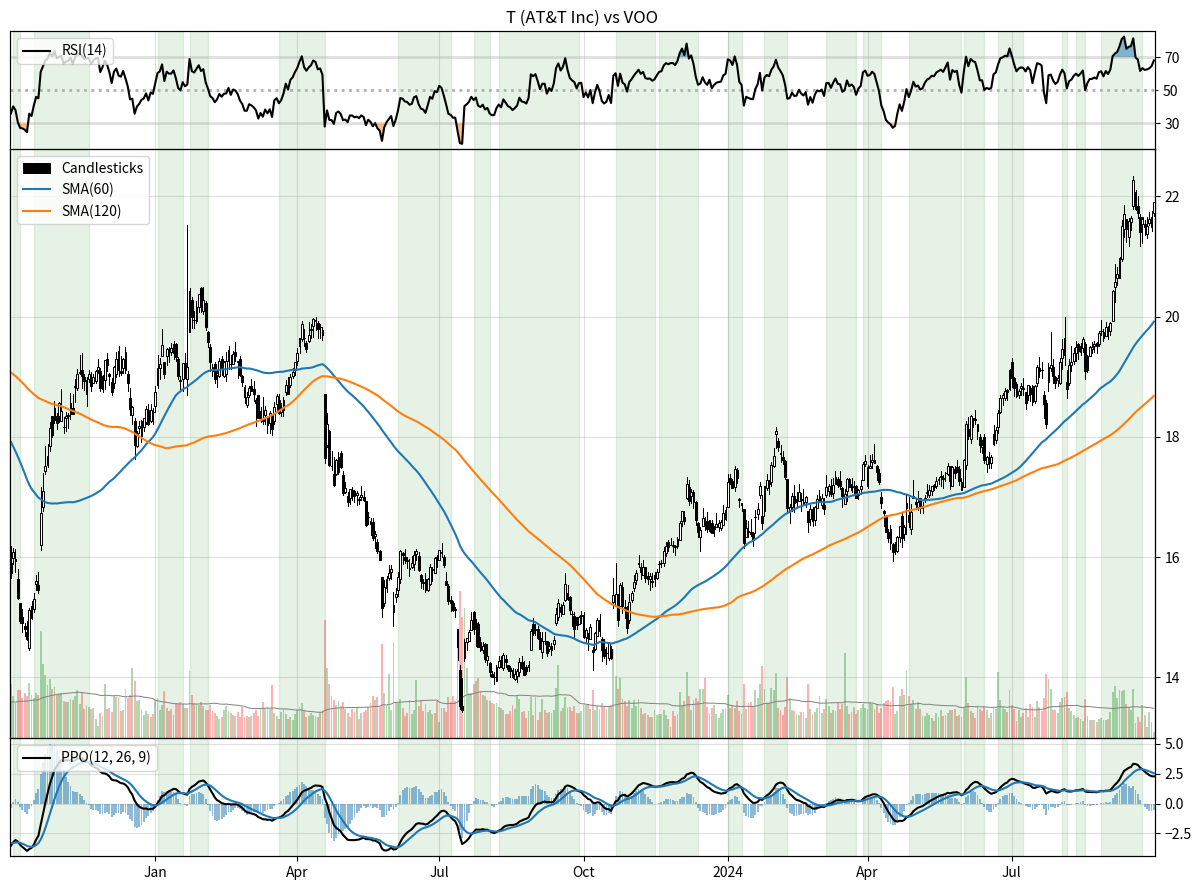 T (AT&T Inc) vs VOO
RSI(14)
70
50
30
Candlesticks
SMA(60)
SMA(120)
22
20
18
16
14
PPO(12, 26, 9)
5.0
2.5
0.0
−2.5
Jan Apr Jul Oct 2024 Apr Jul